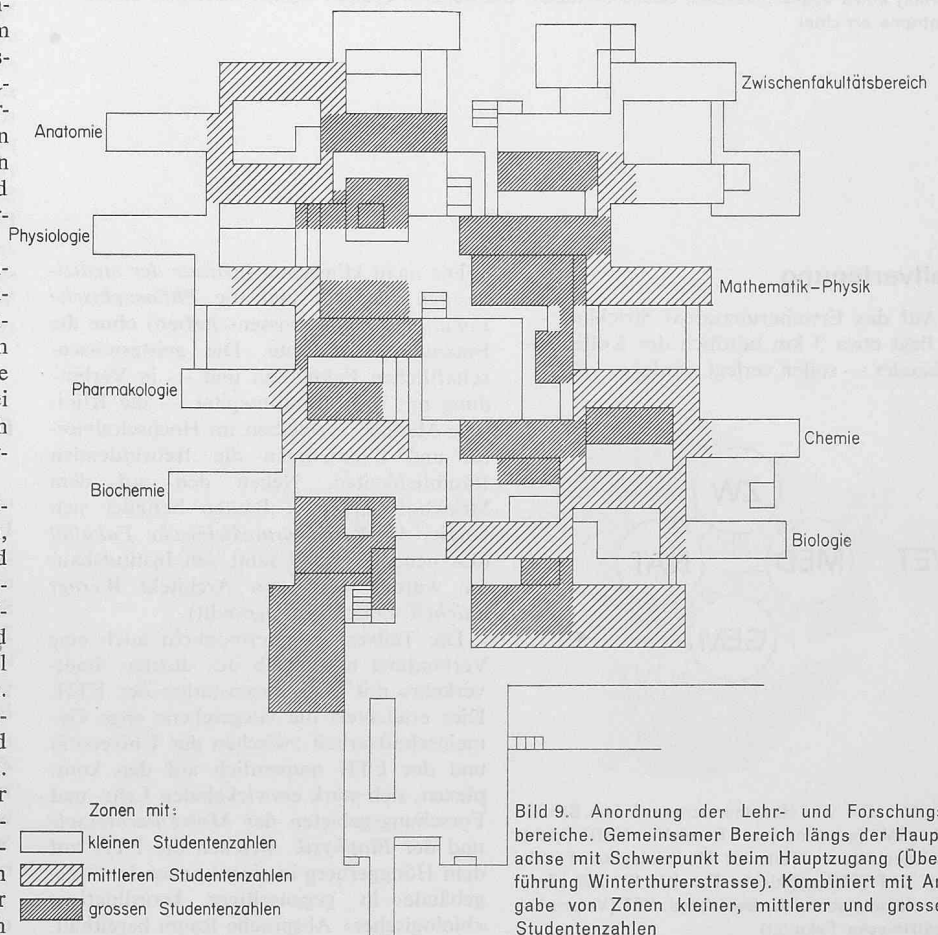 Zwischenfakultätsbereich
Anatomie
Physiologie
Mathematik–Physik
Pharmakologie
Chemie
Biochemie
Biologie
Zonen mit:
kleinen Studentenzahlen
mittleren Studentenzahlen
grossen Studentenzahlen
Bild 9. Anordnung der Lehr- und Forschungs
bereiche. Gemeinsamer Bereich längs der Haup
achse mit Schwerpunkt beim Hauptzugang (Übe
führung Winterthurerstrasse). Kombiniert mit An
gabe von Zonen kleiner, mittlerer und grosse
Studentenzahlen